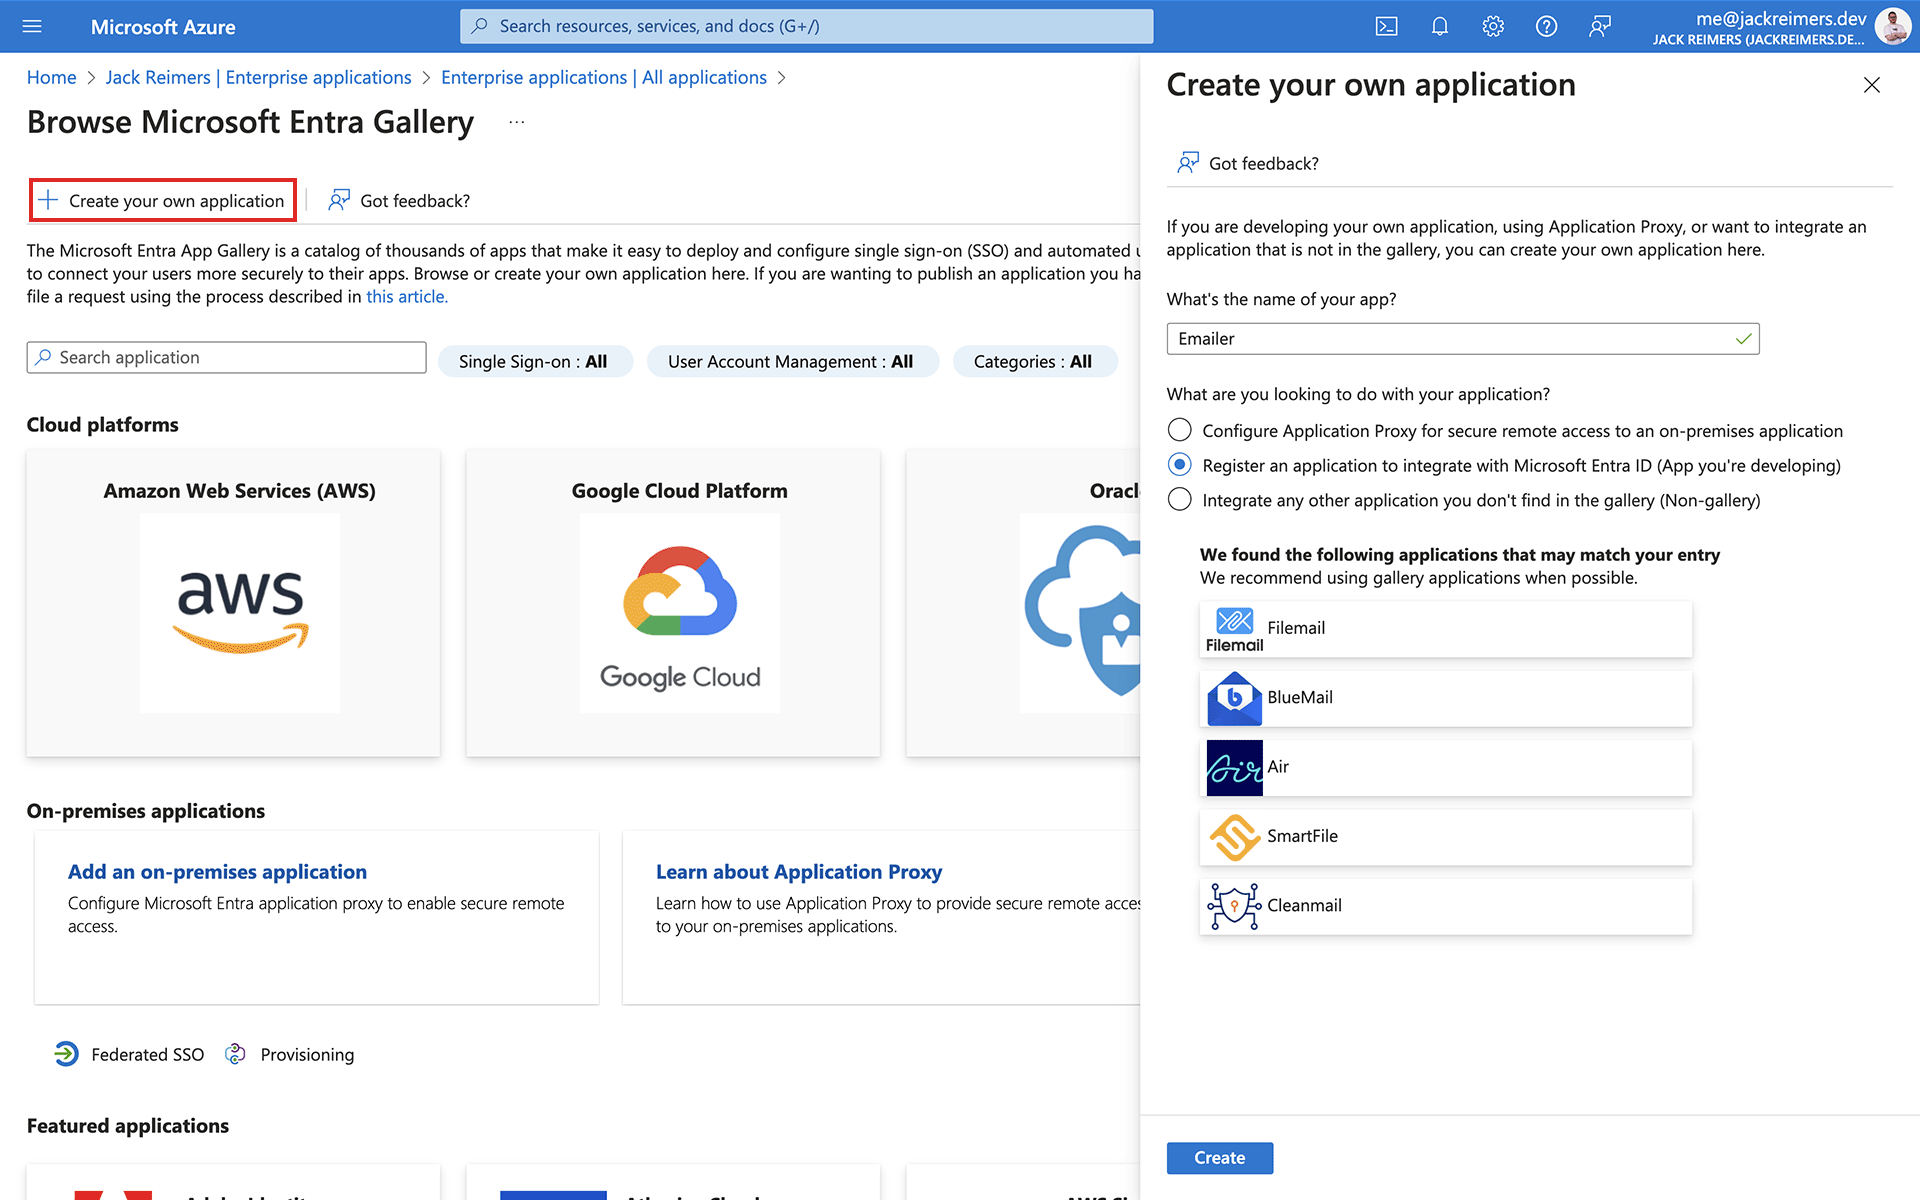 Microsoft Azure
Search resources, services, and docs (G+/)
me@jackreimers.dev
JACK REIMERS (JACKREIMERS.DE...
Home > Jack Reimers | Enterprise applications > Enterprise applications | All applications >
Browse Microsoft Entra Gallery ...
Create your own application
Got feedback?
The Microsoft Entra App Gallery is a catalog of thousands of apps that make it easy to deploy and configure single sign-on (SSO) and automated
to connect your users more securely to their apps. Browse or create your own application here. If you are wanting to publish an application you ha
file a request using the process described in this article.
Search application
Single Sign-on : All
User Account Management : All
Categories : All
Cloud platforms
Amazon Web Services (AWS)
aws
Google Cloud Platform
Google Cloud
Oracl
On-premises applications
Add an on-premises application
Configure Microsoft Entra application proxy to enable secure remote
access.
Learn about Application Proxy
Learn how to use Application Proxy to provide secure remote acces
to your on-premises applications.
Federated SSO
Provisioning
Featured applications
Create your own application
Got feedback?
If you are developing your own application, using Application Proxy, or want to integrate an
application that is not in the gallery, you can create your own application here.
What's the name of your app?
Emailer
What are you looking to do with your application?
Configure Application Proxy for secure remote access to an on-premises application
Register an application to integrate with Microsoft Entra ID (App you're developing)
Integrate any other application you don't find in the gallery (Non-gallery)
We found the following applications that may match your entry
We recommend using gallery applications when possible.
Filemail
Filemail
BlueMail
Air
Air
SmartFile
Cleanmail
Create